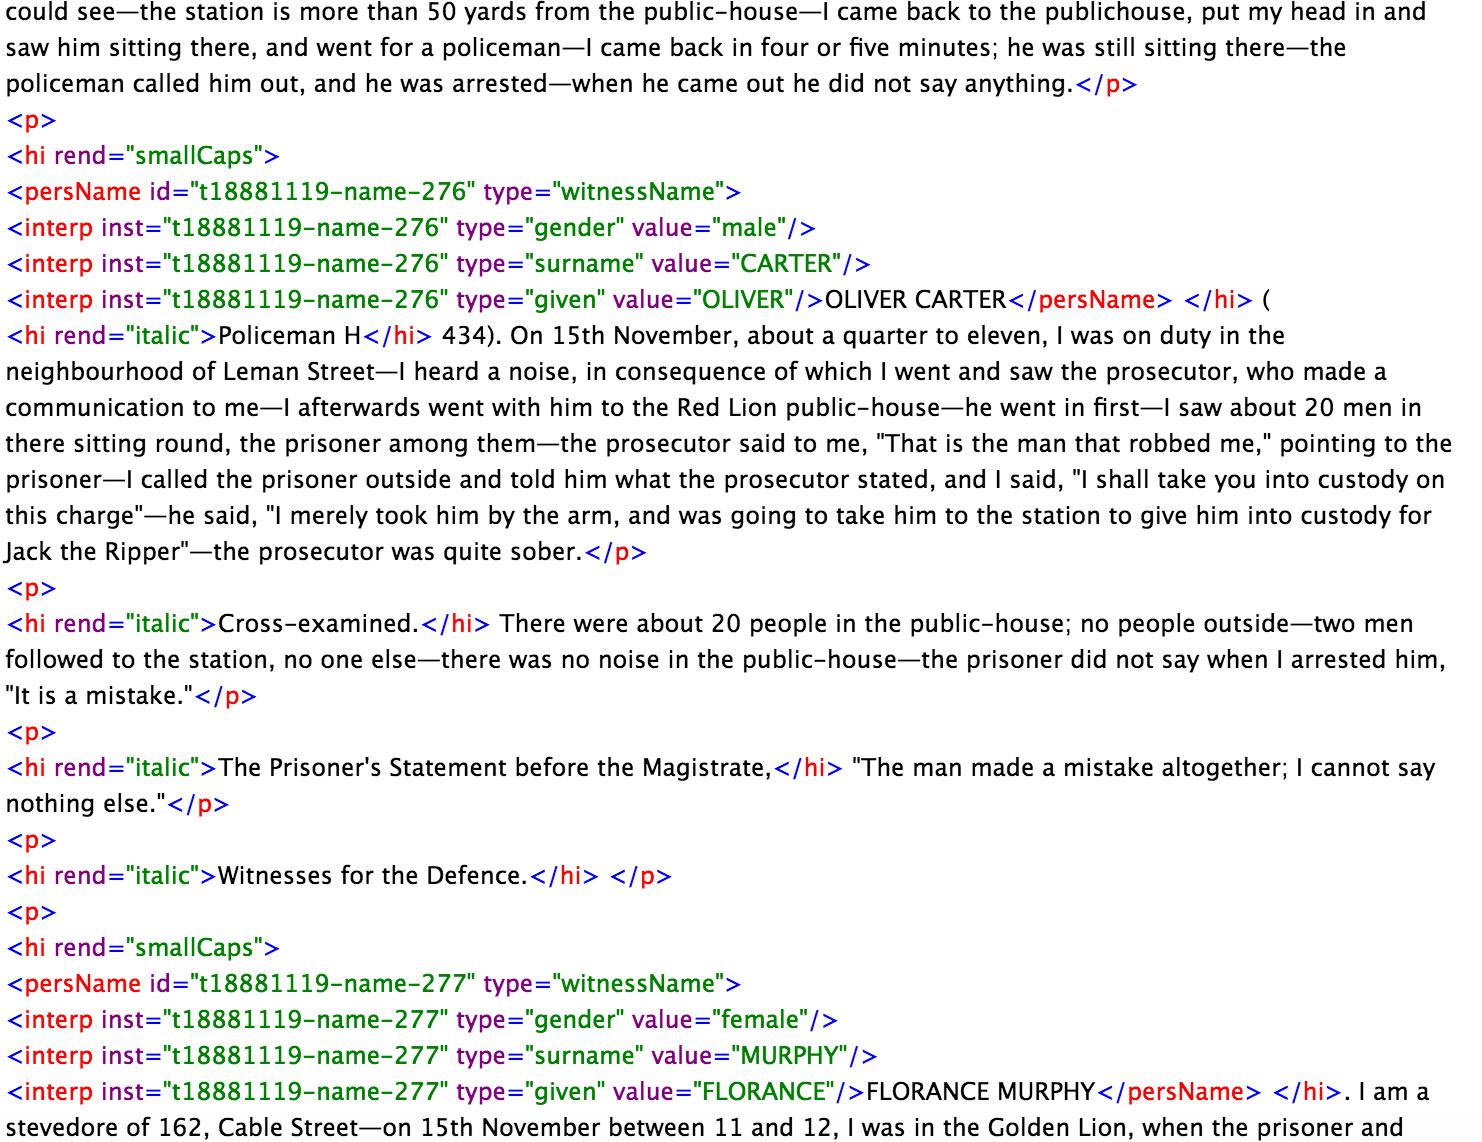 could see—the station is more than 50 yards from the public-house—I came back to the publichouse, put my head in and
saw him sitting there, and went for a policeman—I came back in four or five minutes; he was still sitting there—the
policeman called him out, and he was arrested—when he came out he did not say anything.</p>
<p>
<hi rend="smallCaps">
<persName id="t18881119-name-276" type="witnessName">
<interp inst="t18881119-name-276" type="gender" value="male"/>
<interp inst="t18881119-name-276" type="surname" value="CARTER"/>
<interp inst="t18881119-name-276" type="given" value="OLIVER"/>OLIVER CARTER</persName> </hi> (
<hi rend="italic">Policeman H</hi> 434). On 15th November, about a quarter to eleven, I was on duty in the
neighbourhood of Leman Street—I heard a noise, in consequence of which I went and saw the prosecutor, who made a
communication to me—I afterwards went with him to the Red Lion public-house—he went in first—I saw about 20 men in
there sitting round, the prisoner among them—the prosecutor said to me, "That is the man that robbed me," pointing to the
prisoner—I called the prisoner outside and told him what the prosecutor stated, and I said, "I shall take you into custody on
this charge"—he said, "I merely took him by the arm, and was going to take him to the station to give him into custody for
Jack the Ripper"—the prosecutor was quite sober.</p>
<p>
<hi rend="italic">Cross-examined.</hi> There were about 20 people in the public-house; no people outside—two men
followed to the station, no one else—there was no noise in the public-house—the prisoner did not say when I arrested him,
"It is a mistake."</p>
<p>
<hi rend="italic">The Prisoner's Statement before the Magistrate,</hi> "The man made a mistake altogether; I cannot say
nothing else."</p>
<p>
<hi rend="italic">Witnesses for the Defence.</hi> </p>
<p>
<hi rend="smallCaps">
<persName id="t18881119-name-277" type="witnessName">
<interp inst="t18881119-name-277" type="gender" value="female"/>
<interp inst="t18881119-name-277" type="surname" value="MURPHY"/>
<interp inst="t18881119-name-277" type="given" value="FLORANCE"/>FLORANCE MURPHY</persName> </hi>. I am a
stevedore of 162, Cable Street—on 15th November between 11 and 12, I was in the Golden Lion, when the prisoner and